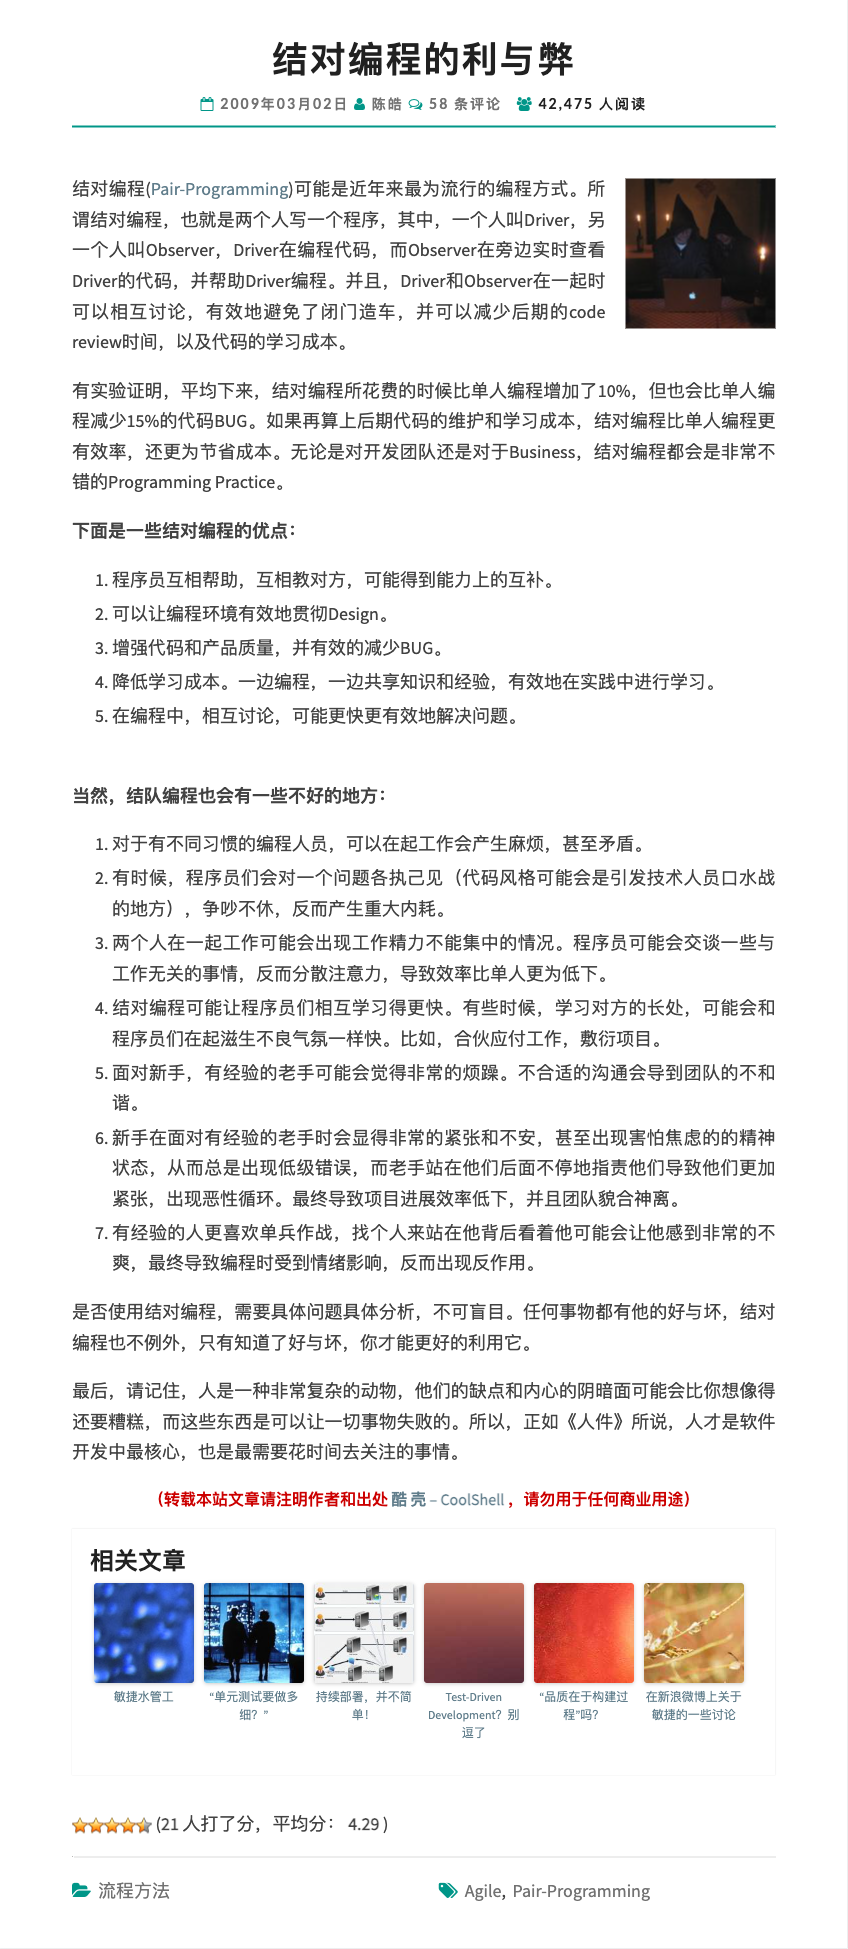 结对编程的利与弊
2009年03月02日 陈皓 58 条评论 42,475 人阅读
结对编程(Pair-Programming)可能是近年来最为流行的编程方式。所
谓结对编程，也就是两个人写一个程序，其中，一个人叫Driver，另
一个人叫Observer，Driver在编程代码，而Observer在旁边实时查看
Driver的代码，并帮助Driver编程。并且，Driver和Observer在一起时
可以相互讨论，有效地避免了闭门造车，并可以减少后期的code
review时间，以及代码的学习成本。
有实验证明，平均下来，结对编程所花费的时候比单人编程增加了10%，但也会比单人编
程减少15%的代码BUG。如果再算上后期代码的维护和学习成本，结对编程比单人编程更
有效率，还更为节省成本。无论是对开发团队还是对于Business，结对编程都会是非常不
错的Programming Practice。
下面是一些结对编程的优点：
1. 程序员互相帮助，互相教对方，可能得到能力上的互补。
2. 可以让编程环境有效地贯彻Design。
3. 增强代码和产品质量，并有效的减少BUG。
4. 降低学习成本。一边编程，一边共享知识和经验，有效地在实践中进行学习。
5. 在编程中，相互讨论，可能更快更有效地解决问题。
当然，结队编程也会有一些不好的地方：
1. 对于有不同习惯的编程人员，可以在起工作会产生麻烦，甚至矛盾。
2. 有时候，程序员们会对一个问题各执己见（代码风格可能会是引发技术人员口水战
的地方），争吵不休，反而产生重大内耗。
3. 两个人在一起工作可能会出现工作精力不能集中的情况。程序员可能会交谈一些与
工作无关的事情，反而分散注意力，导致效率比单人更为低下。
4. 结对编程可能让程序员们相互学习得更快。有些时候，学习对方的长处，可能会和
程序员们在起滋生不良气氛一样快。比如，合伙应付工作，敷衍项目。
5. 面对新手，有经验的老手可能会觉得非常的烦躁。不合适的沟通会导到团队的不和
谐。
6. 新手在面对有经验的老手时会显得非常的紧张和不安，甚至出现害怕焦虑的的精神
状态，从而总是出现低级错误，而老手站在他们后面不停地指责他们导致他们更加
紧张，出现恶性循环。最终导致项目进展效率低下，并且团队貌合神离。
7. 有经验的人更喜欢单兵作战，找个人来站在他背后看着他可能会让他感到非常的不
爽，最终导致编程时受到情绪影响，反而出现反作用。
是否使用结对编程，需要具体问题具体分析，不可盲目。任何事物都有他的好与坏，结对
编程也不例外，只有知道了好与坏，你才能更好的利用它。
最后，请记住，人是一种非常复杂的动物，他们的缺点和内心的阴暗面可能会比你想像得
还要糟糕，而这些东西是可以让一切事物失败的。所以，正如《人件》所说，人才是软件
开发中最核心，也是最需要花时间去关注的事情。
（转载本站文章请注明作者和出处 酷 壳 – CoolShell ，请勿用于任何商业用途）
相关文章
敏捷水管工
“单元测试要做多
细？”
持续部署，并不简
单！
Test-Driven
Development？别
逗了
“品质在于构建过
程”吗？
在新浪微博上关于
敏捷的一些讨论
(21 人打了分，平均分： 4.29 )
流程方法
Agile, Pair-Programming